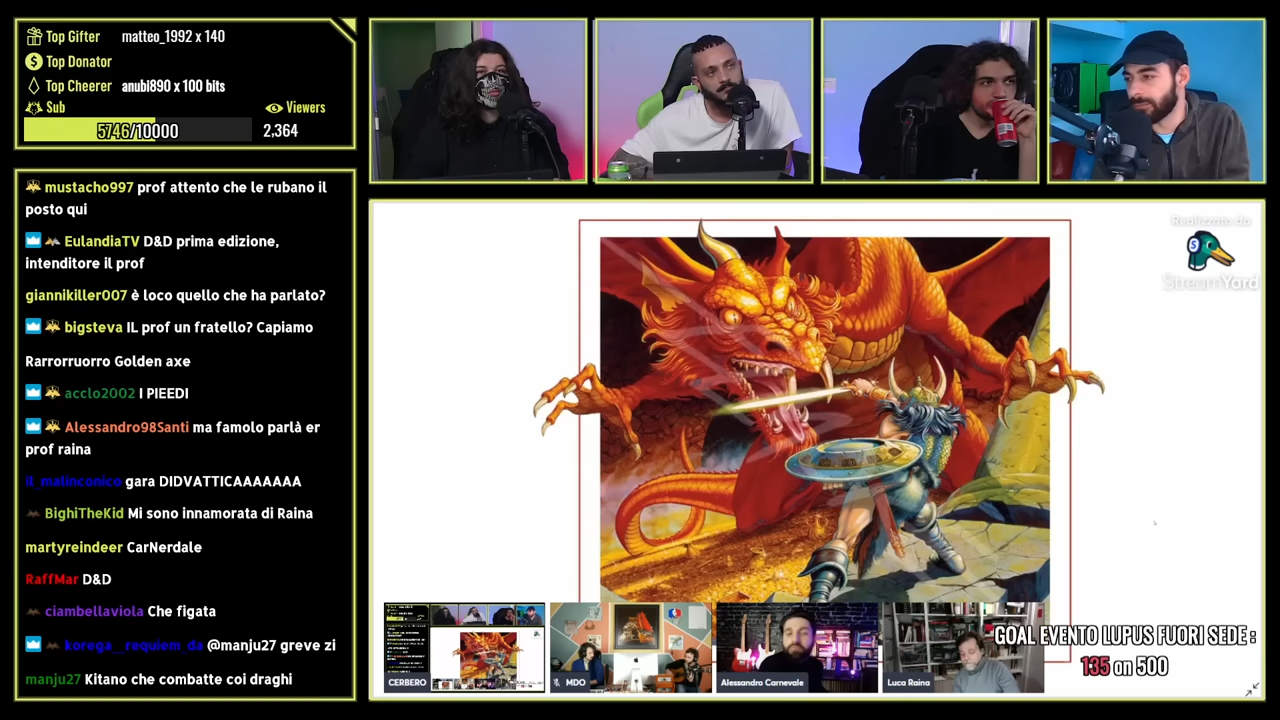 Top Gifter matteo_1992 x 140
Top Donator
Top Cheerer anubi890 x 100 bits
Sub Viewers
5746/10000 2,364
mustacho997 prof attento che le rubano il
posto qui
EulandiaTV D&D prima edizione,
intenditore il prof
giannikiller007 è loco quello che ha parlato?
bigsteva IL prof un fratello? Capiamo
Rarrorruorro Golden axe
acclo2002 I PIEEDI
Alessandro98Santi ma famolo parlà er
prof raina
il_malinconico gara DIDVATTICAAAAAAA
BighiTheKid Mi sono innamorata di Raina
martyreindeer CarNerdale
RaffMar D&D
ciambellaviola Che figata
korega__requiem_da @manju27 greve zi
manju27 Kitano che combatte coi draghi
Realizzato da
StreamYard
CERBERO
MDO
Alessandro Carnevale
Luca Raina
GOAL EVENTO LUPUS FUORI SEDE :
135 on 500